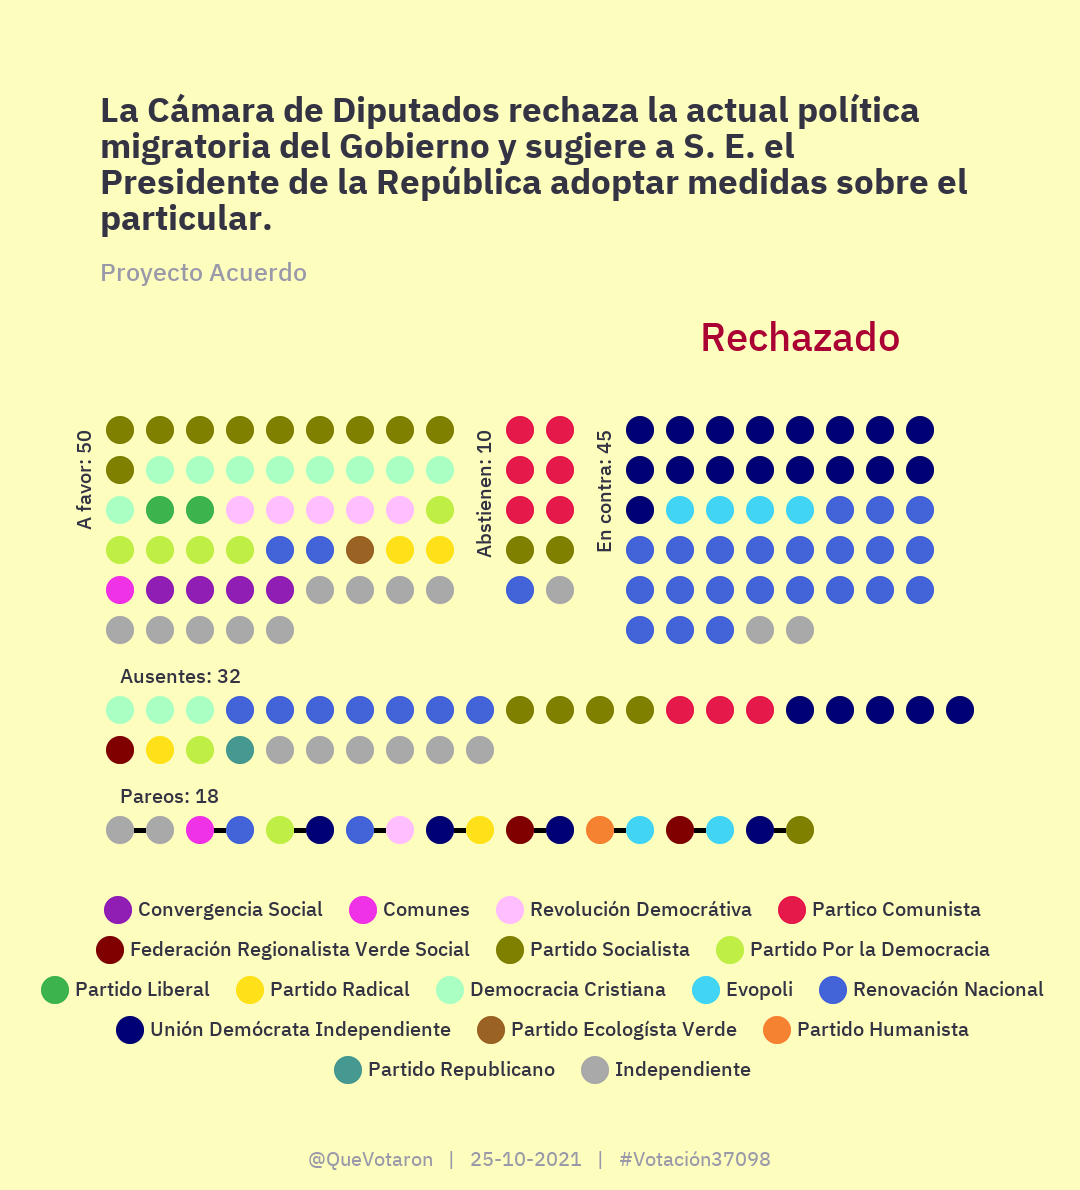 La Cámara de Diputados rechaza la actual política
migratoria del Gobierno y sugiere a S. E. el
Presidente de la República adoptar medidas sobre el
particular.
Proyecto Acuerdo
Rechazado
A favor: 50
Abstienen: 10
En contra: 45
Ausentes: 32
Pareos: 18
Convergencia Social Comunes Revolución Democrátiva Partico Comunista
Federación Regionalista Verde Social Partido Socialista Partido Por la Democracia
Partido Liberal Partido Radical Democracia Cristiana Evopoli Renovación Nacional
Unión Demócrata Independiente Partido Ecologísta Verde Partido Humanista
Partido Republicano Independiente
@QueVotaron | 25-10-2021 | #Votación37098